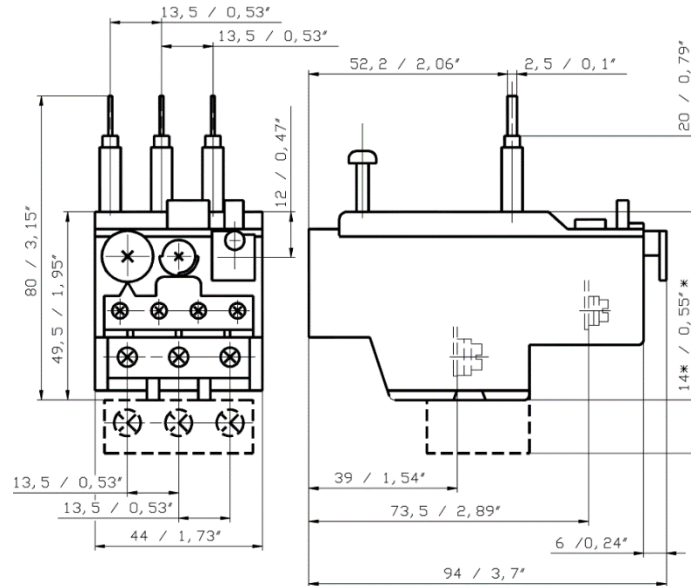 13,5 / 0,53"
13,5 / 0,53"
52,2 / 2,06"
2,5 / 0,1"
20 / 0,79"
12 / 0,47"
80 / 3,15"
49,5 / 1,95"
14* / 0,55"*
13,5 / 0,53"
13,5 / 0,53"
44 / 1,73"
39 / 1,54"
73,5 / 2,89"
6 /0,24"
94 / 3,7"